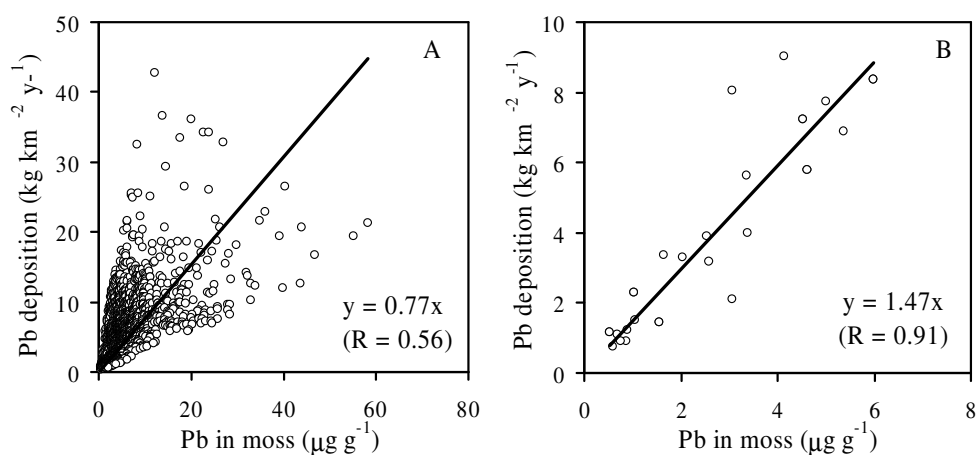 50
40
30
20
10
0
Pb deposition (kg km⁻² y-¹)
A
y = 0.77x
(R = 0.56)
0 20 40 60 80
Pb in moss (μg g⁻¹)
10
8
6
4
2
0
Pb deposition (kg km⁻² y⁻¹)
B
y = 1.47x
(R = 0.91)
0 2 4 6 8
Pb in moss (μg g⁻¹)